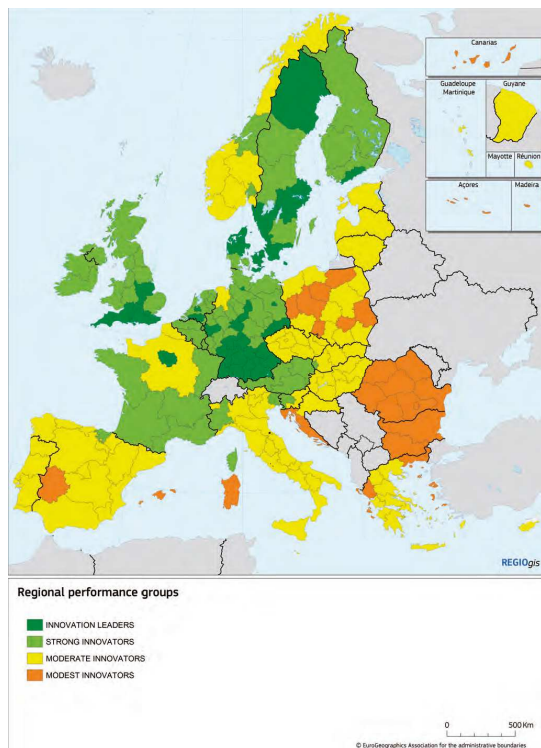 Canarias
Guadeloupe
Martinique
Guyane
Mayotte
Réunion
Açores
Madeira
REGIOgis
Regional performance groups
INNOVATION LEADERS
STRONG INNOVATORS
MODERATE INNOVATORS
MODEST INNOVATORS
0 500 Km
© EuroGeographics Association for the administrative boundaries